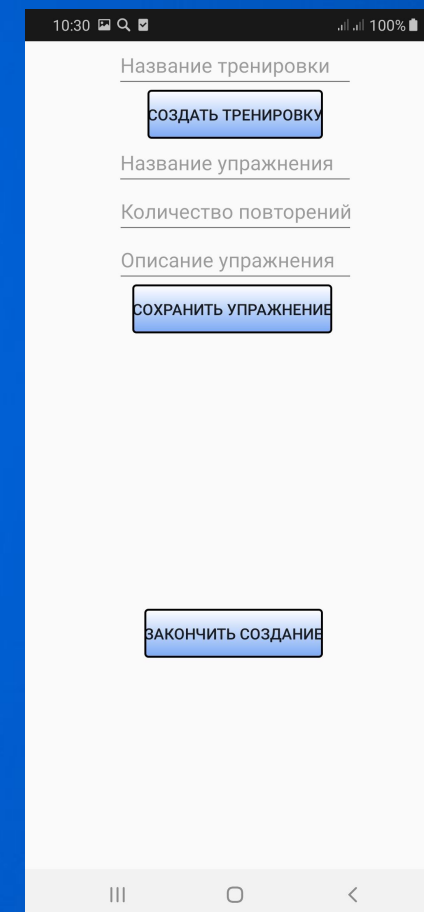 10:30 100%
Название тренировки
СОЗДАТЬ ТРЕНИРОВКУ
Название упражнения
Количество повторений
Описание упражнения
СОХРАНИТЬ УПРАЖНЕНИЕ
ЗАКОНЧИТЬ СОЗДАНИЕ